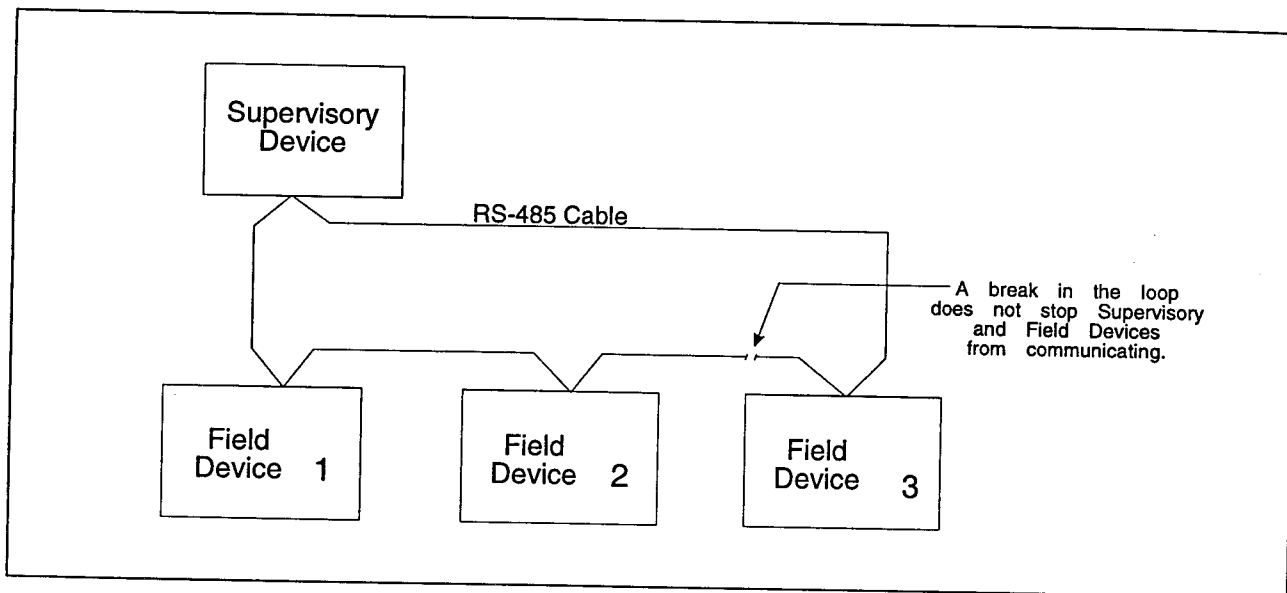 Supervisory
Device
RS-485 Cable
A break in the loop
does not stop Supervisory
and Field Devices
from communicating.
Field
Device 1
Field
Device 2
Field
Device 3